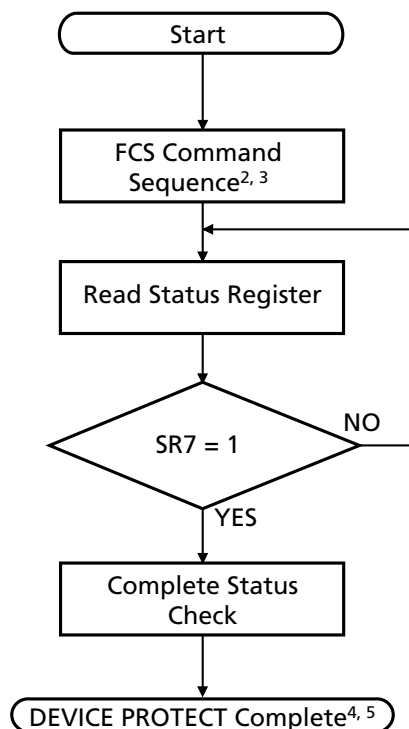 Start
FCS Command
Sequence2, 3
Read Status Register
SR7 = 1
NO
YES
Complete Status
Check
DEVICE PROTECT Complete4, 5